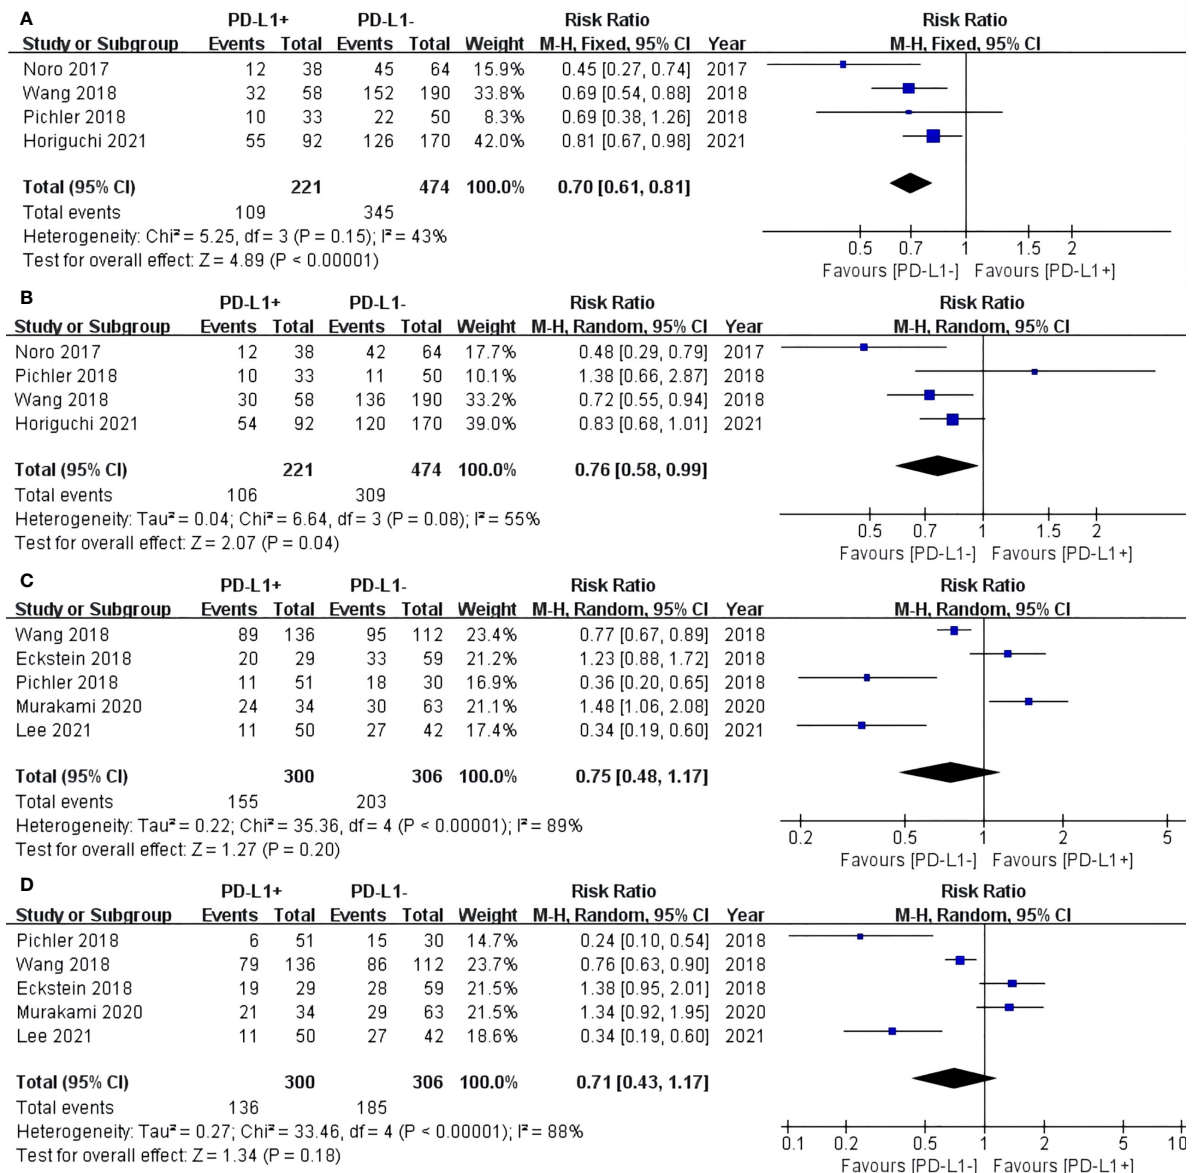 A
PD-L1+ PD-L1- Risk Ratio Risk Ratio
Study or Subgroup Events Total Events Total Weight M-H, Fixed, 95% CI Year M-H, Fixed, 95% CI
Noro 2017 12 38 45 64 15.9% 0.45 [0.27, 0.74] 2017
Wang 2018 32 58 152 190 33.8% 0.69 [0.54, 0.88] 2018
Pichler 2018 10 33 22 50 8.3% 0.69 [0.38, 1.26] 2018
Horiguchi 2021 55 92 126 170 42.0% 0.81 [0.67, 0.98] 2021
Total (95% CI) 221 474 100.0% 0.70 [0.61, 0.81]
Total events 109 345
Heterogeneity: Chi² = 5.25, df = 3 (P = 0.15); I² = 43%
Test for overall effect: Z = 4.89 (P < 0.00001)
0.5 0.7 1 1.5 2
Favours [PD-L1-] Favours [PD-L1+]
B
PD-L1+ PD-L1- Risk Ratio Risk Ratio
Study or Subgroup Events Total Events Total Weight M-H, Random, 95% CI Year M-H, Random, 95% CI
Noro 2017 12 38 42 64 17.7% 0.48 [0.29, 0.79] 2017
Pichler 2018 10 33 11 50 10.1% 1.38 [0.66, 2.87] 2018
Wang 2018 30 58 136 190 33.2% 0.72 [0.55, 0.94] 2018
Horiguchi 2021 54 92 120 170 39.0% 0.83 [0.68, 1.01] 2021
Total (95% CI) 221 474 100.0% 0.76 [0.58, 0.99]
Total events 106 309
Heterogeneity: Tau² = 0.04; Chi² = 6.64, df = 3 (P = 0.08); I² = 55%
Test for overall effect: Z = 2.07 (P = 0.04)
0.5 0.7 1 1.5 2
Favours [PD-L1-] Favours [PD-L1+]
C
PD-L1+ PD-L1- Risk Ratio Risk Ratio
Study or Subgroup Events Total Events Total Weight M-H, Random, 95% CI Year M-H, Random, 95% CI
Wang 2018 89 136 95 112 23.4% 0.77 [0.67, 0.89] 2018
Eckstein 2018 20 29 33 59 21.2% 1.23 [0.88, 1.72] 2018
Pichler 2018 11 51 18 30 16.9% 0.36 [0.20, 0.65] 2018
Murakami 2020 24 34 30 63 21.1% 1.48 [1.06, 2.08] 2020
Lee 2021 11 50 27 42 17.4% 0.34 [0.19, 0.60] 2021
Total (95% CI) 300 306 100.0% 0.75 [0.48, 1.17]
Total events 155 203
Heterogeneity: Tau² = 0.22; Chi² = 35.36, df = 4 (P < 0.00001); I² = 89%
Test for overall effect: Z = 1.27 (P = 0.20)
0.2 0.5 1 2 5
Favours [PD-L1-] Favours [PD-L1+]
D
PD-L1+ PD-L1- Risk Ratio Risk Ratio
Study or Subgroup Events Total Events Total Weight M-H, Random, 95% CI Year M-H, Random, 95% CI
Pichler 2018 6 51 15 30 14.7% 0.24 [0.10, 0.54] 2018
Wang 2018 79 136 86 112 23.7% 0.76 [0.63, 0.90] 2018
Eckstein 2018 19 29 28 59 21.5% 1.38 [0.95, 2.01] 2018
Murakami 2020 21 34 29 63 21.5% 1.34 [0.92, 1.95] 2020
Lee 2021 11 50 27 42 18.6% 0.34 [0.19, 0.60] 2021
Total (95% CI) 300 306 100.0% 0.71 [0.43, 1.17]
Total events 136 185
Heterogeneity: Tau² = 0.27; Chi² = 33.46, df = 4 (P < 0.00001); I² = 88%
Test for overall effect: Z = 1.34 (P = 0.18)
0.1 0.2 0.5 1 2 5 10
Favours [PD-L1-] Favours [PD-L1+]